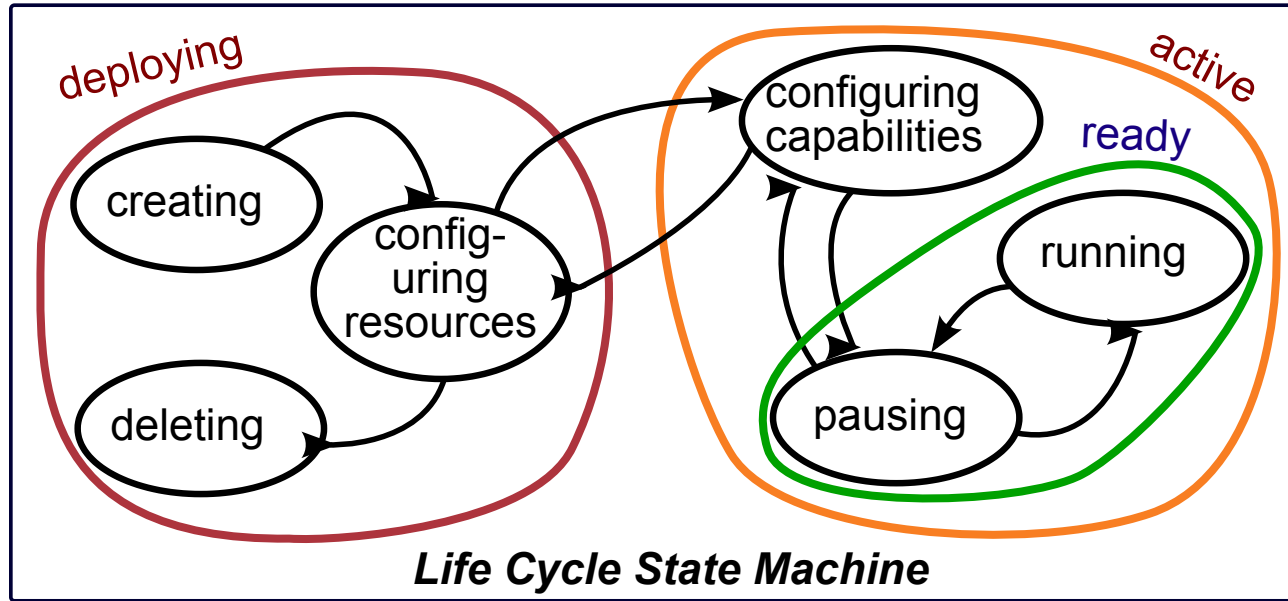 deploying
creating
config-
uring
resources
deleting
active
configuring
capabilities
ready
running
pausing
Life Cycle State Machine